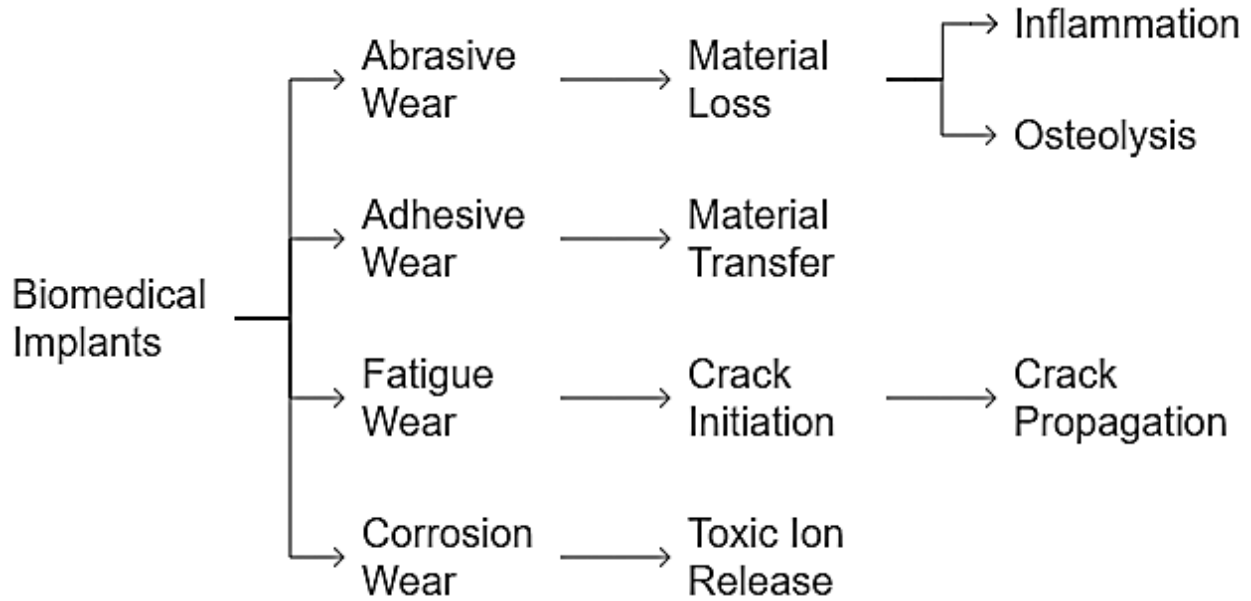 Biomedical
Implants
Abrasive
Wear
Material
Loss
Inflammation
Osteolysis
Adhesive
Wear
Material
Transfer
Fatigue
Wear
Crack
Initiation
Crack
Propagation
Corrosion
Wear
Toxic Ion
Release